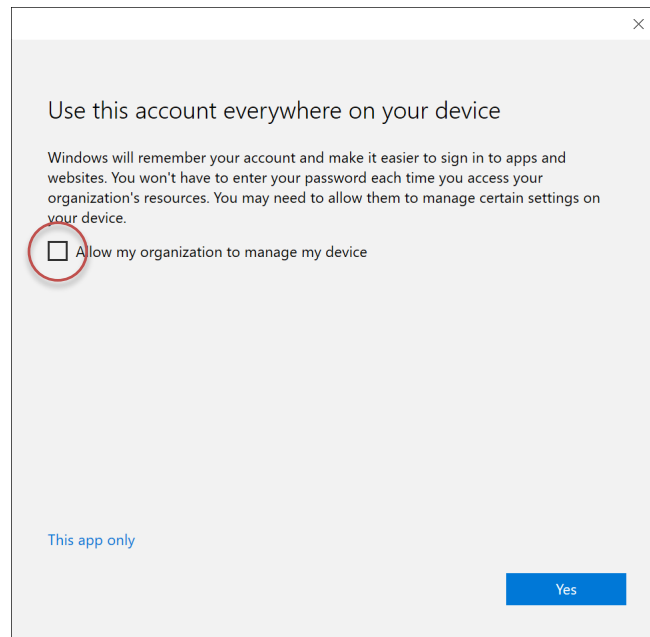 Use this account everywhere on your device
Windows will remember your account and make it easier to sign in to apps and
websites. You won't have to enter your password each time you access your
organization's resources. You may need to allow them to manage certain settings on
your device.
Allow my organization to manage my device
This app only
Yes